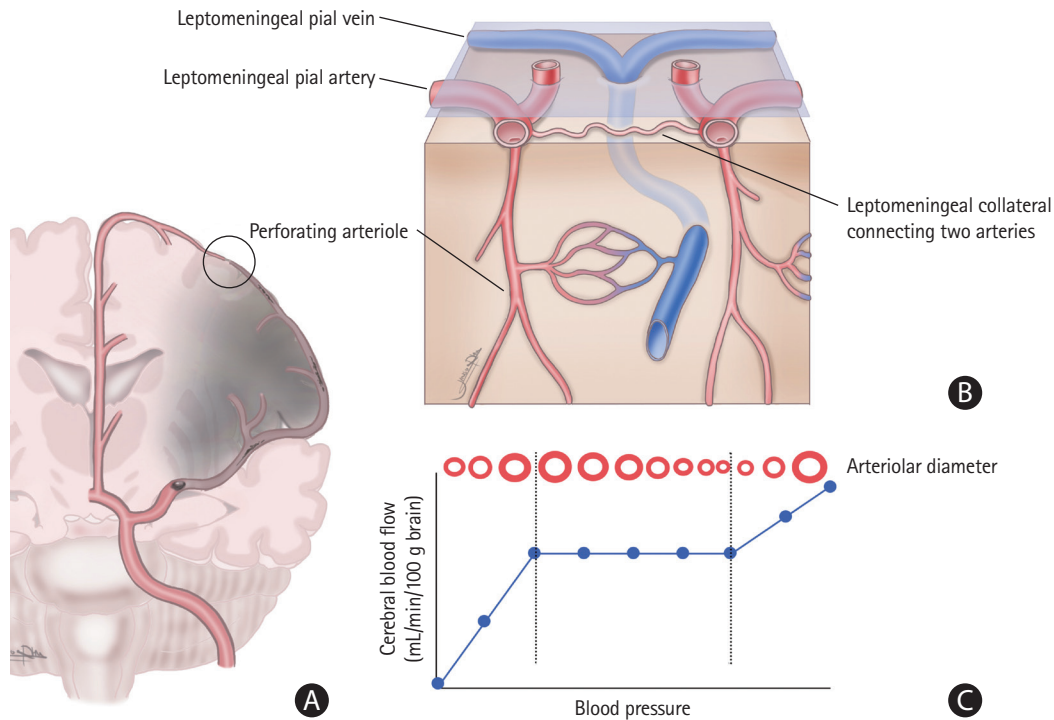 Leptomeningeal pial vein
Leptomeningeal pial artery
Perforating arteriole
Leptomeningeal collateral
connecting two arteries
B
A
Arteriolar diameter
Cerebral blood flow
(mL/min/100 g brain)
Blood pressure
C